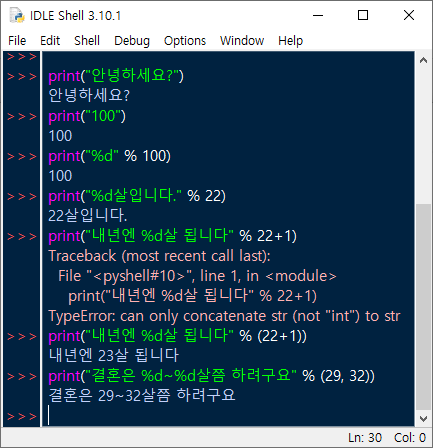 IDLE Shell 3.10.1
File Edit Shell Debug Options Window Help
>>>
>>> print("안녕하세요?")
안녕하세요?
>>> print("100")
100
>>> print("%d" % 100)
100
>>> print("%d살입니다." % 22)
22살입니다.
>>> print("내년엔 %d살 됩니다" % 22+1)
Traceback (most recent call last):
File "<pyshell#10>", line 1, in <module>
print("내년엔 %d살 됩니다" % 22+1)
TypeError: can only concatenate str (not "int") to str
>>> print("내년엔 %d살 됩니다" % (22+1))
내년엔 23살 됩니다
>>> print("결혼은 %d~%d살쯤 하려구요" % (29, 32))
결혼은 29~32살쯤 하려구요
>>>
Ln: 30 Col: 0